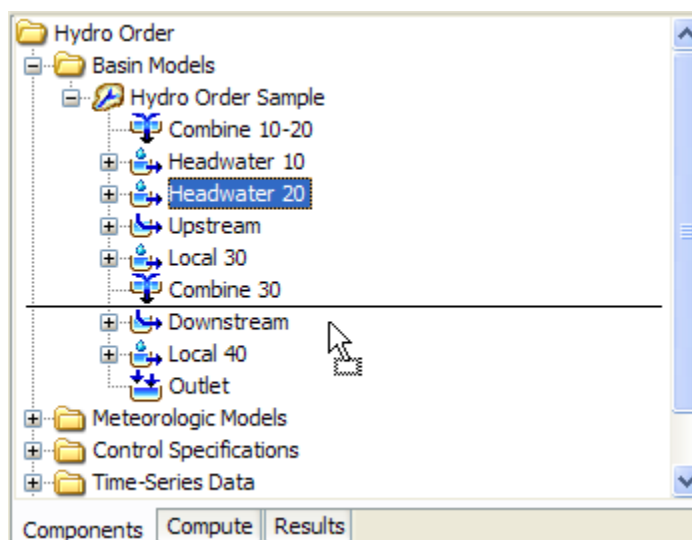 Hydro Order
Basin Models
Hydro Order Sample
Combine 10-20
Headwater 10
Headwater 20
Upstream
Local 30
Combine 30
Downstream
Local 40
Outlet
Meteorologic Models
Control Specifications
Time-Series Data
Components Compute Results